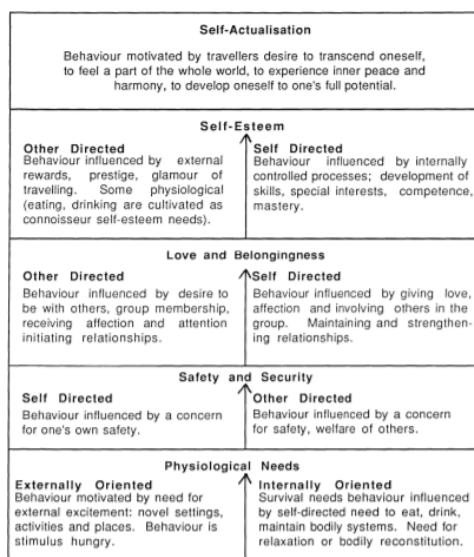 Self-Actualisation
Behaviour motivated by travellers desire to transcend oneself,
to feel a part of the whole world, to experience inner peace and
harmony, to develop oneself to one's full potential.
Self-Esteem
Other Directed
Behaviour influenced by external
rewards, prestige, glamour of
travelling. Some physiological
(eating, drinking are cultivated as
connoisseur self-esteem needs).
Self Directed
Behaviour influenced by internally
controlled processes; development of
skills, special interests, competence,
mastery.
Love and Belongingness
Other Directed
Behaviour influenced by desire to
be with others, group membership,
receiving affection and attention
initiating relationships.
Self Directed
Behaviour influenced by giving love,
affection and involving others in the
group. Maintaining and strengthen-
ing relationships.
Safety and Security
Self Directed
Behaviour influenced by a concern
for one's own safety.
Other Directed
Behaviour influenced by a concern
for safety, welfare of others.
Physiological Needs
Externally Oriented
Behaviour motivated by need for
external excitement: novel settings,
activities and places. Behaviour is
stimulus hungry.
Internally Oriented
Survival needs behaviour influenced
by self-directed need to eat, drink,
maintain bodily systems. Need for
relaxation or bodily reconstitution.